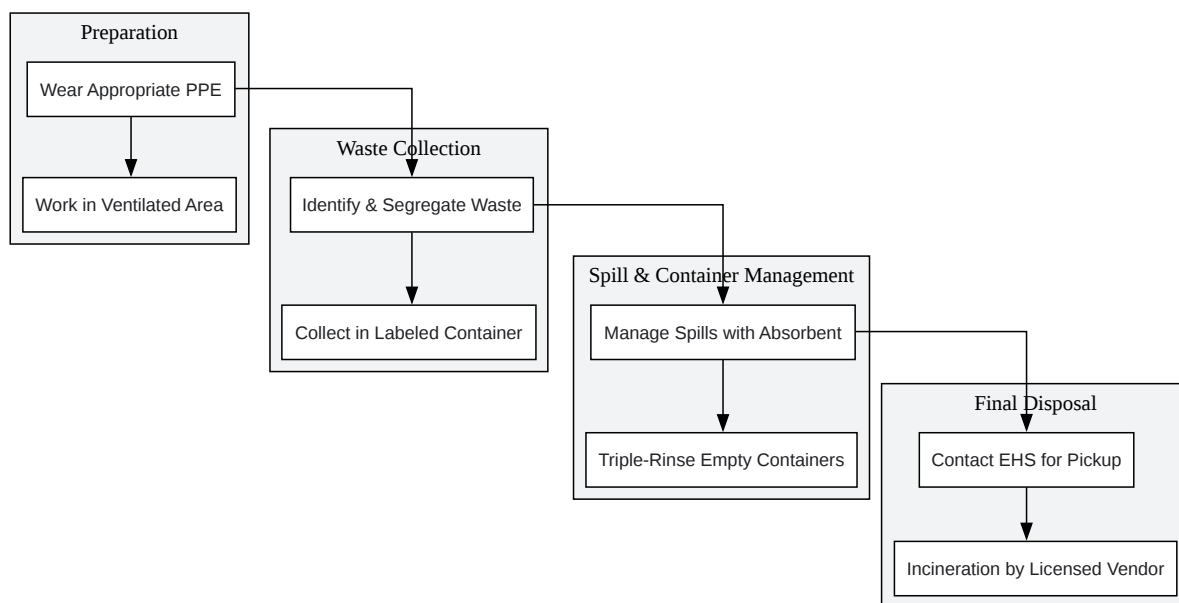 Preparation
Wear Appropriate PPE
Work in Ventilated Area
Waste Collection
Identify & Segregate Waste
Collect in Labeled Container
Spill & Container Management
Manage Spills with Absorbent
Triple-Rinse Empty Containers
Final Disposal
Contact EHS for Pickup
Incineration by Licensed Vendor